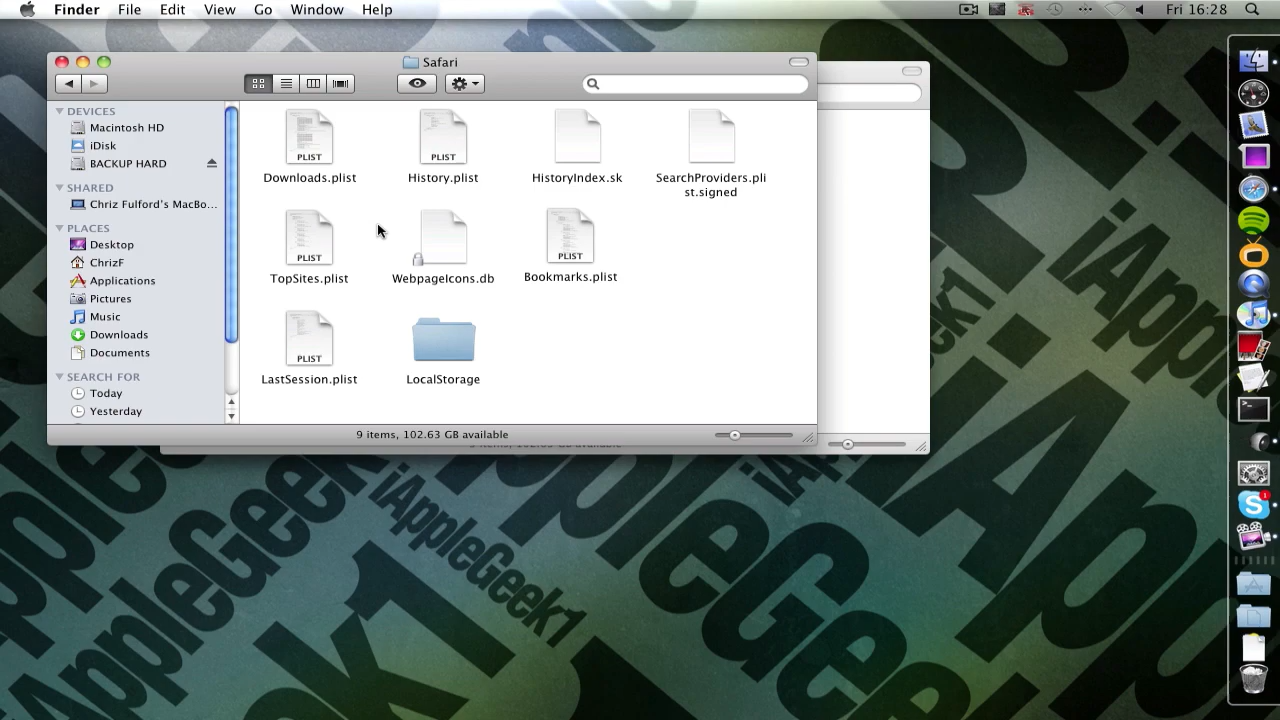 Finder File Edit View Go Window Help
Fri 16:28
Safari
DEVICES
Macintosh HD
iDisk
BACKUP HARD
SHARED
Chriz Fulford's MacBo...
PLACES
Desktop
ChrizF
Applications
Pictures
Music
Downloads
Documents
SEARCH FOR
Today
Yesterday
PLIST
Downloads.plist
PLIST
History.plist
HistoryIndex.sk
SearchProviders.pli
st.signed
PLIST
TopSites.plist
WebpageIcons.db
PLIST
Bookmarks.plist
PLIST
LastSession.plist
LocalStorage
9 items, 102.63 GB available
iAppleGeek1
iAppleGeek1
AppleGeek1
iApple